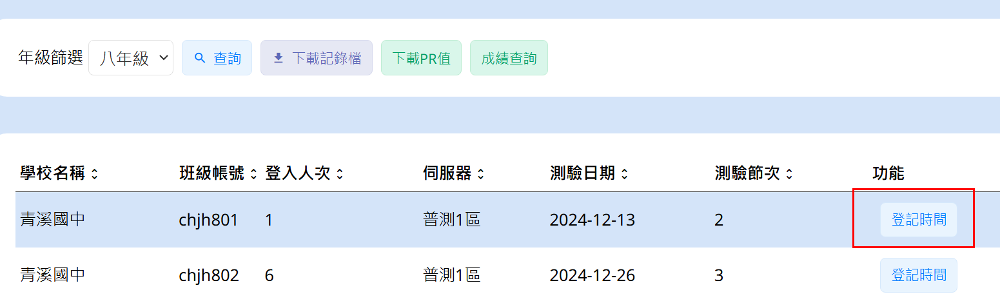 年級篩選 八年級 查詢 下載記錄檔 下載PR值 成績查詢
學校名稱 班級帳號 登入人次 伺服器 測驗日期 測驗節次 功能
青溪國中 chjh801 1 普測1區 2024-12-13 2 登記時間
青溪國中 chjh802 6 普測1區 2024-12-26 3 登記時間